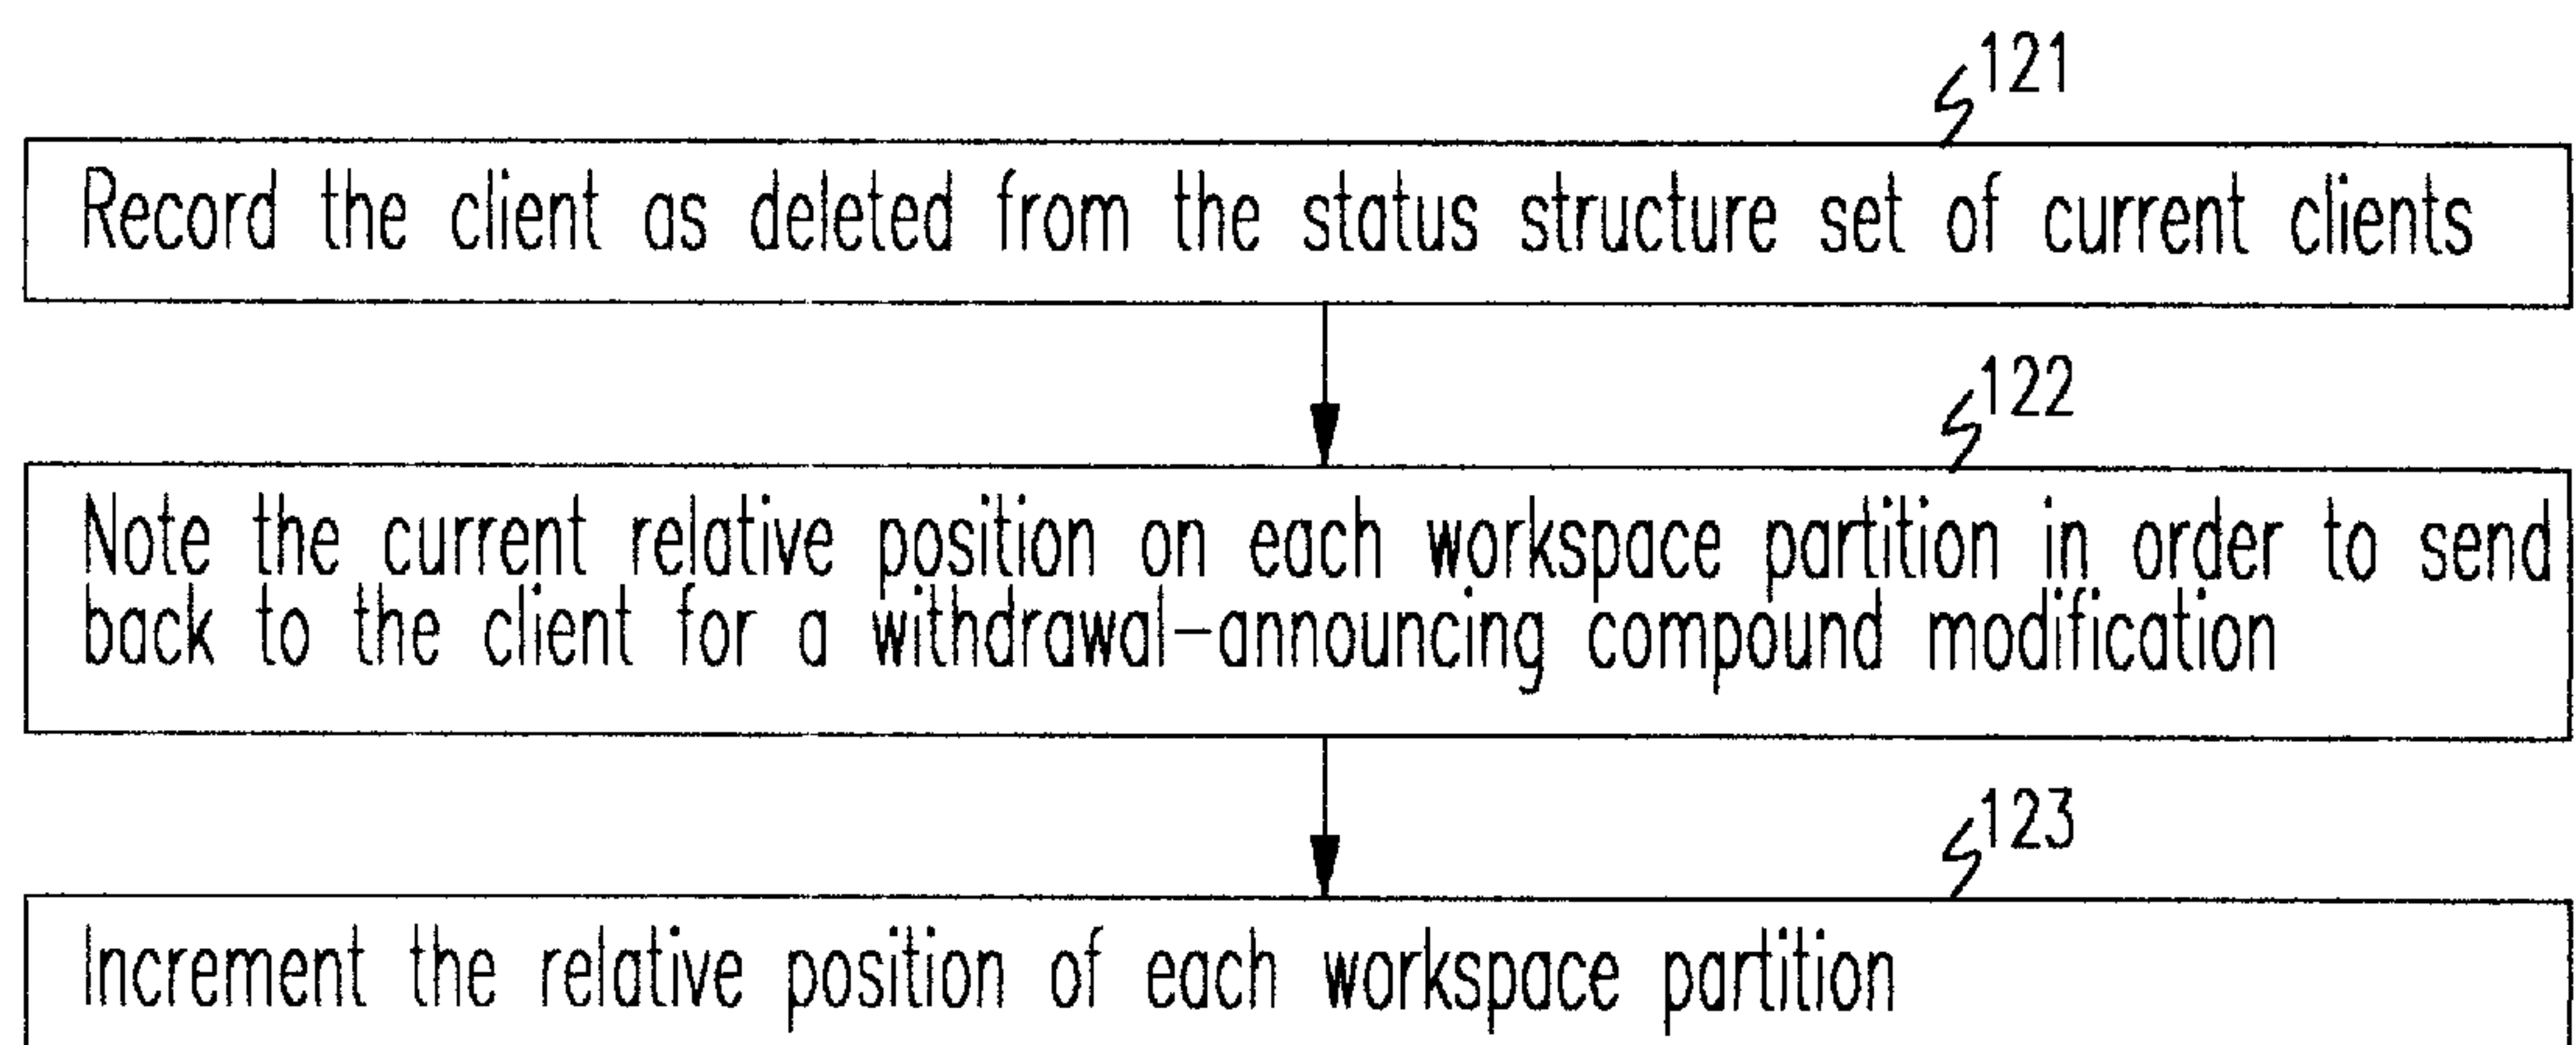 121
Record the client as deleted from the status structure set of current clients
122
Note the current relative position on each workspace partition in order to send
back to the client for a withdrawal-announcing compound modification
123
Increment the relative position of each workspace partition